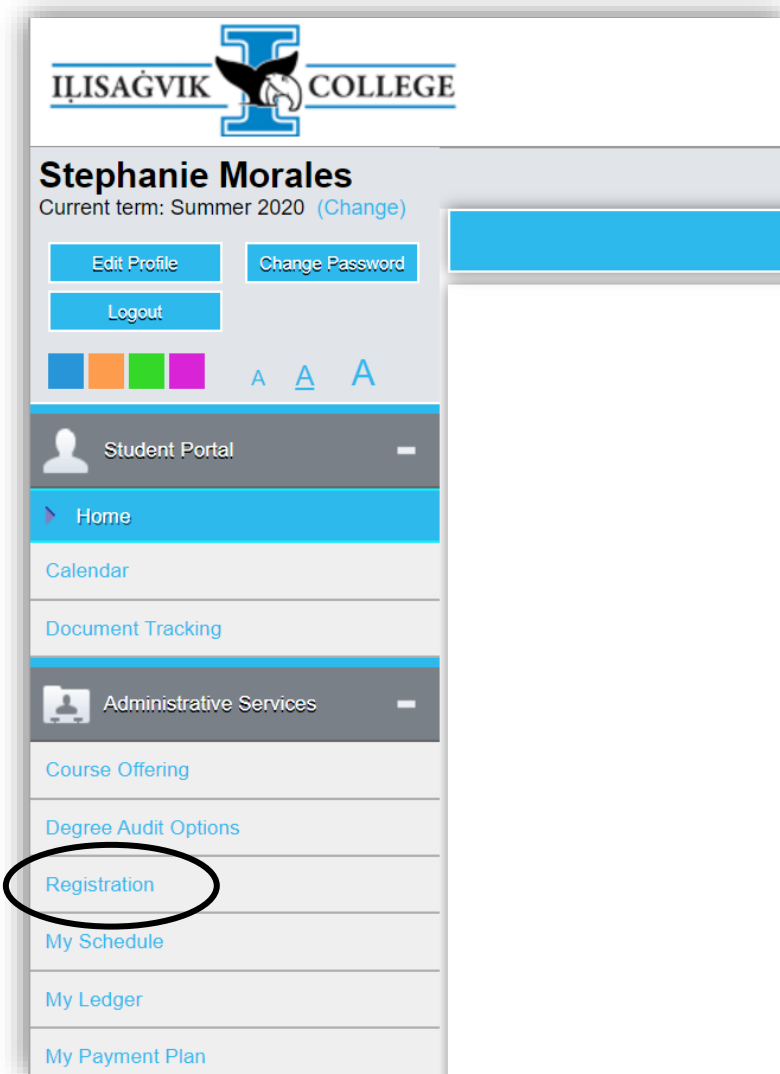 IḶISAĠVIK COLLEGE
Stephanie Morales
Current term: Summer 2020 (Change)
Edit Profile Change Password
Logout
A A A
Student Portal
Home
Calendar
Document Tracking
Administrative Services
Course Offering
Degree Audit Options
Registration
My Schedule
My Ledger
My Payment Plan